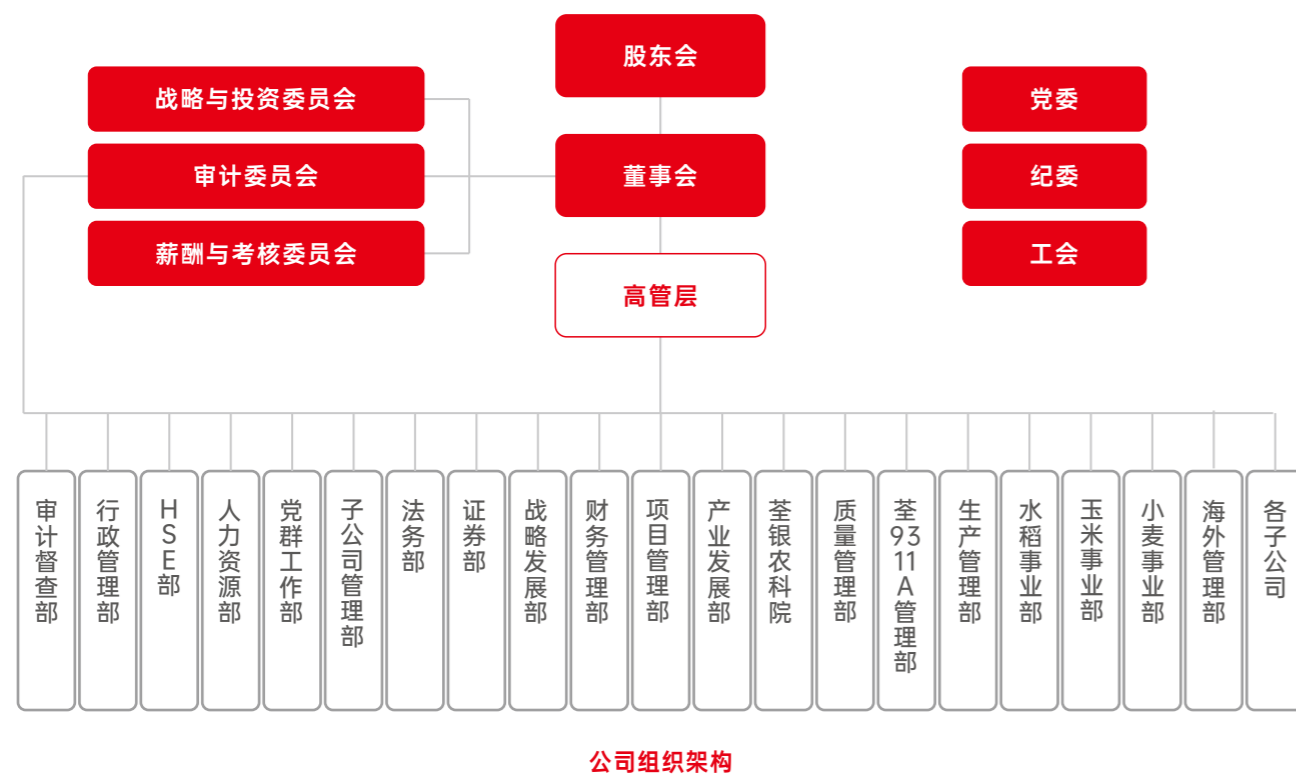 股东会
战略与投资委员会
党委
审计委员会
董事会
纪委
薪酬与考核委员会
工会
高管层
审计督查部
行政管理部
HSE部
人力资源部
党群工作部
子公司管理部
法务部
证券部
战略发展部
财务管理部
项目管理部
产业发展部
荃银农科院
质量管理部
荃9311A管理部
生产管理部
水稻事业部
玉米事业部
小麦事业部
海外管理部
各子公司
公司组织架构